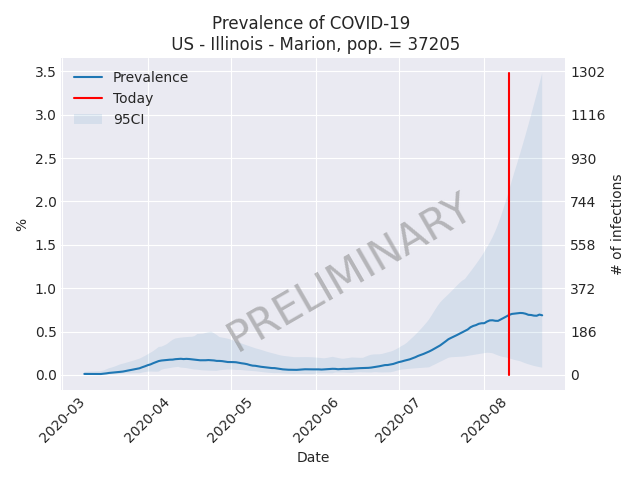 Prevalence of COVID-19
US - Illinois - Marion, pop. = 37205
Prevalence
Today
95CI
PRELIMINARY
%
3.5
3.0
2.5
2.0
1.5
1.0
0.5
0.0
1302
1116
930
744
558
372
186
0
# of infections
2020-03
2020-04
2020-05
2020-06
2020-07
2020-08
Date